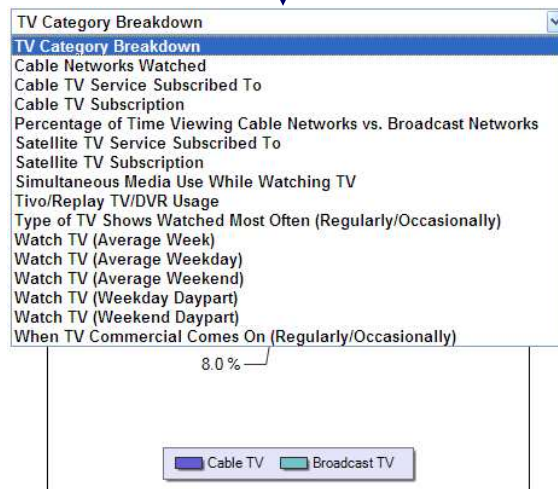 TV Category Breakdown
TV Category Breakdown
Cable Networks Watched
Cable TV Service Subscribed To
Cable TV Subscription
Percentage of Time Viewing Cable Networks vs. Broadcast Networks
Satellite TV Service Subscribed To
Satellite TV Subscription
Simultaneous Media Use While Watching TV
Tivo/Replay TV/DVR Usage
Type of TV Shows Watched Most Often (Regularly/Occasionally)
Watch TV (Average Week)
Watch TV (Average Weekday)
Watch TV (Average Weekend)
Watch TV (Weekday Daypart)
Watch TV (Weekend Daypart)
When TV Commercial Comes On (Regularly/Occasionally)
8.0 %
Cable TV Broadcast TV